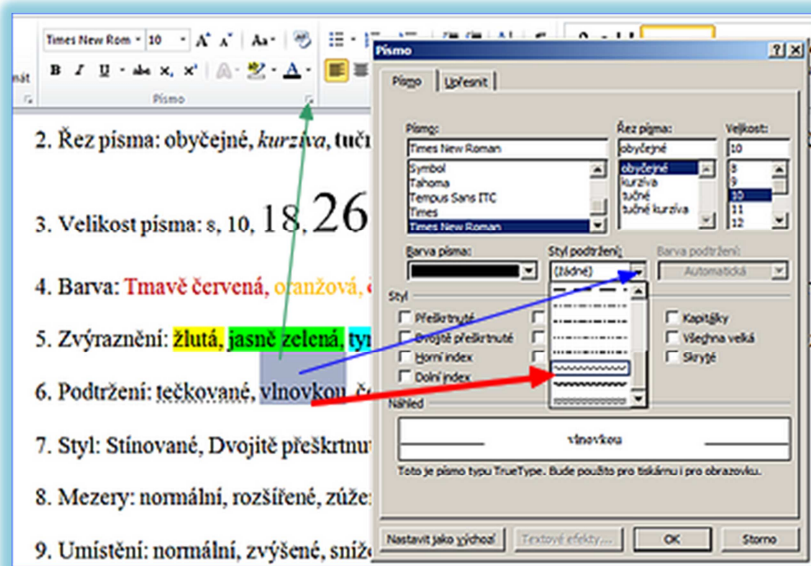 Times New Rom 10 A A Aa
B I U abc x, x' A A
Písmo
2. Řez písma: obyčejné, kurzíva, tučn
3. Velikost písma: 8, 10, 18, 26
4. Barva: Tmavě červená, oranžová,
5. Zvýraznění: žlutá, jasně zelená, tyr
6. Podtržení: tečkované, vlnovkou, če
7. Styl: Stínované, Dvojitě přeškrtnu
8. Mezery: normální, rozšířené, zúže
9. Umístění: normální, zvýšené, sníže
Písmo
Písmo Upřesnit
Písmo: Řez písma: Velikost:
Times New Roman obyčejné 10
Symbol obyčejné 8
Tahoma kurzíva 9
Tempus Sans ITC tučné 10
Times tučné kurzíva 11
Times New Roman 12
Barva písma: Styl podtržení: Barva podtržení:
(žádné) Automatická
Styl
Přeškrtnuté Kapitálky
Dvojitě přeškrtnuté Všechna velká
Horní index Skryté
Dolní index
Náhled
vlnovkou
Toto je písmo typu TrueType. Bude použito pro tiskárnu i pro obrazovku.
Nastavit jako výchozí Textové efekty... OK Storno